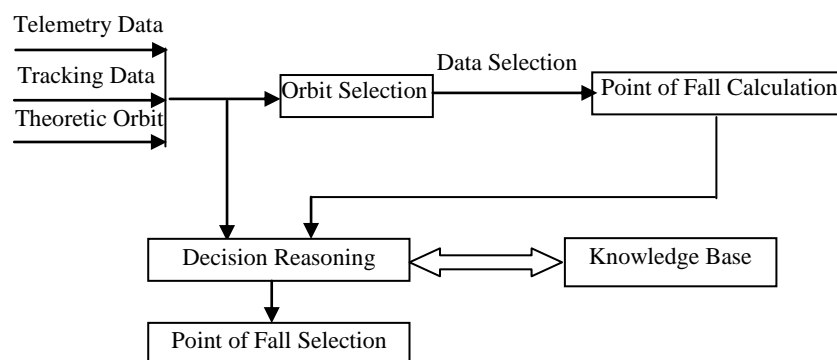 Telemetry Data
Tracking Data
Theoretic Orbit
Orbit Selection
Data Selection
Point of Fall Calculation
Decision Reasoning
Knowledge Base
Point of Fall Selection